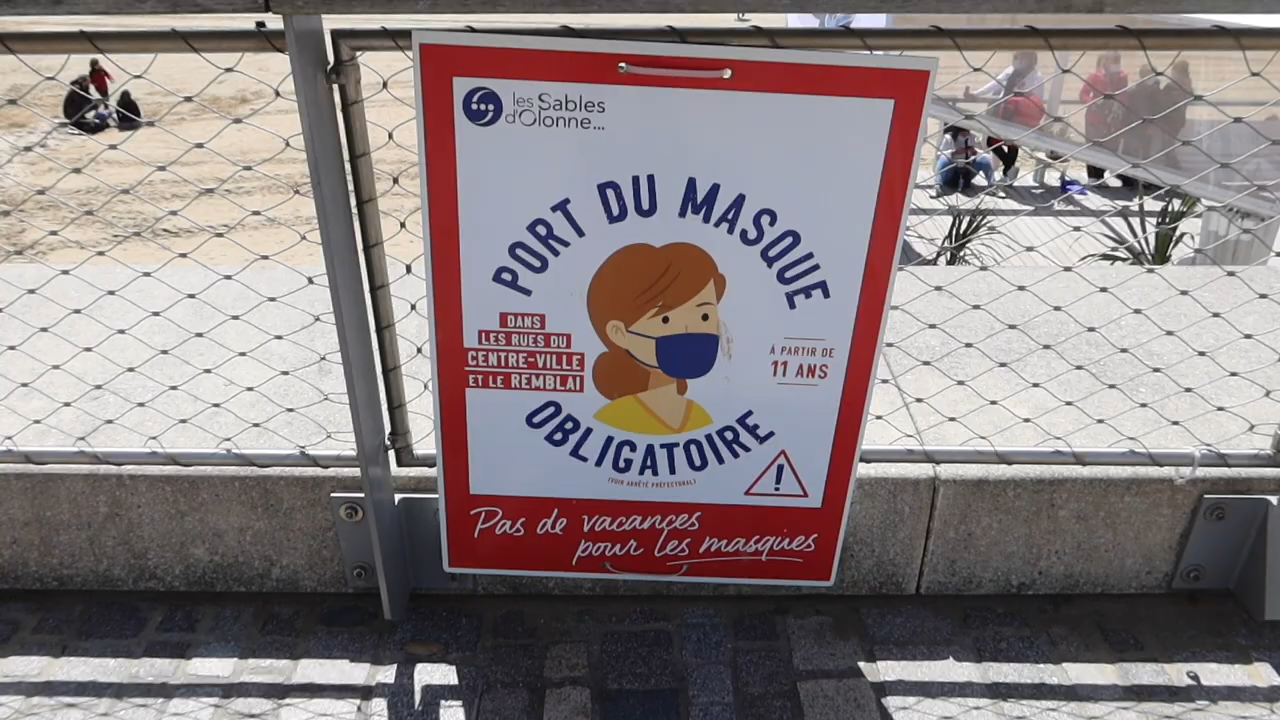 les Sables
d'Olonne...
PORT DU MASQUE
DANS
LES RUES DU
CENTRE-VILLE
ET LE REMBLAI
À PARTIR DE
11 ANS
OBLIGATOIRE
(VOIR ARRÊTÉ PRÉFECTORAL)
!
Pas de vacances
pour les masques